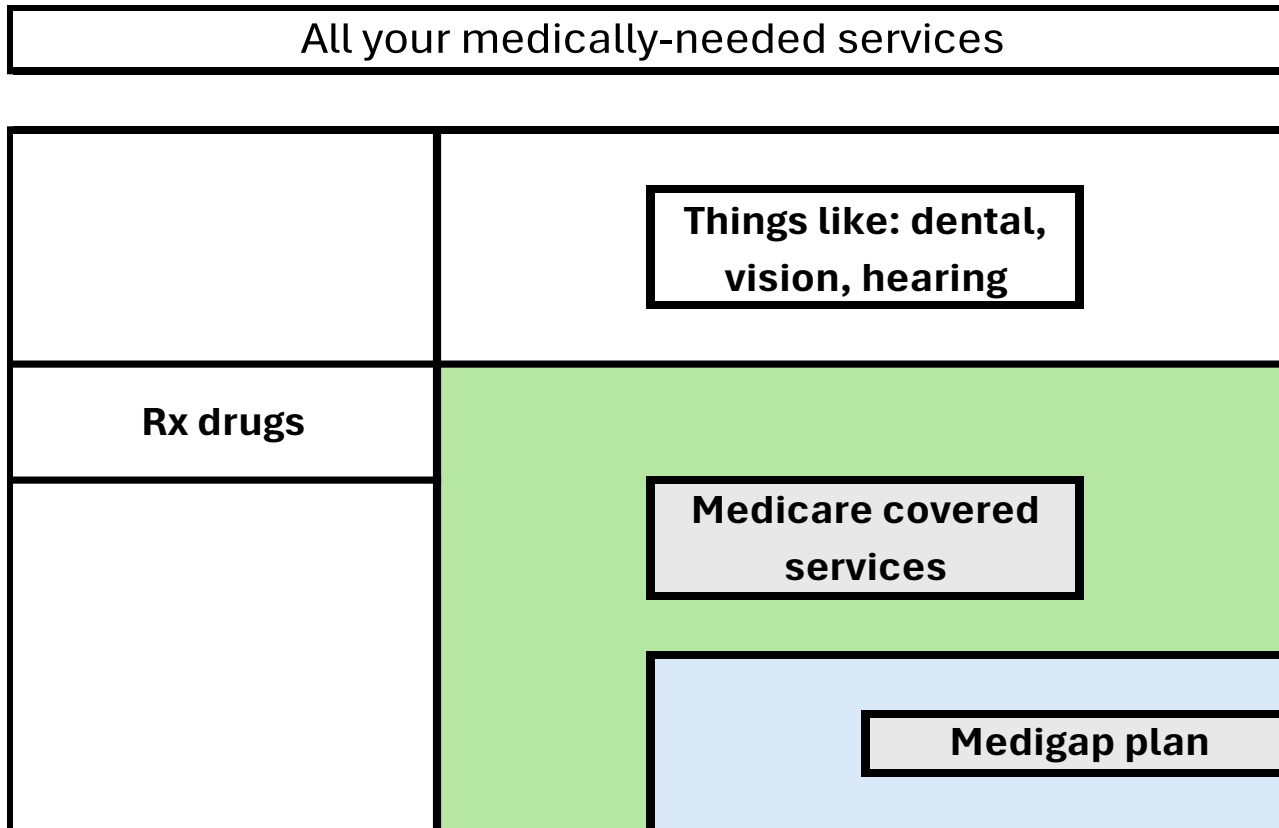 All your medically-needed services
Things like: dental,
vision, hearing
Rx drugs
Medicare covered
services
Medigap plan